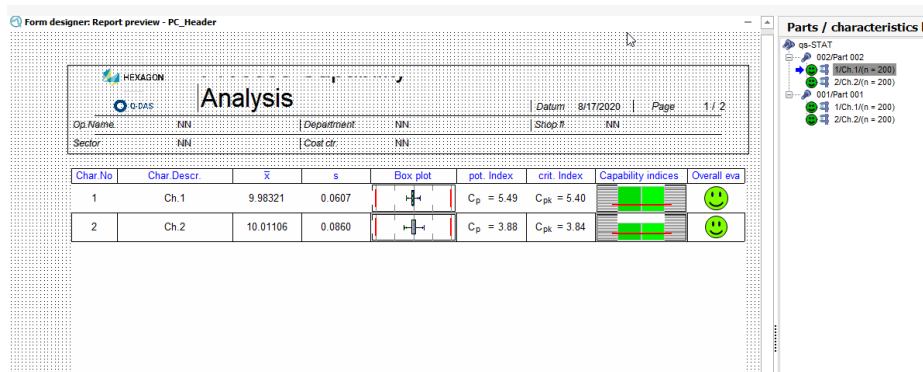 Form designer: Report preview - PC_Header
Parts / characteristics
qs-STAT
002/Part 002
1/Ch.1/(n = 200)
2/Ch.2/(n = 200)
001/Part 001
1/Ch.1/(n = 200)
2/Ch.2/(n = 200)
HEXAGON
Q-DAS
Analysis
Datum 8/17/2020 Page 1 / 2
Op.Name NN Department NN Shop fl NN
Sector NN Cost ctr. NN
Char.No Char.Descr. x̅ s Box plot pot. Index crit. Index Capability indices Overall eva
1 Ch.1 9.98321 0.0607 Cp = 5.49 Cpk = 5.40
2 Ch.2 10.01106 0.0860 Cp = 3.88 Cpk = 3.84